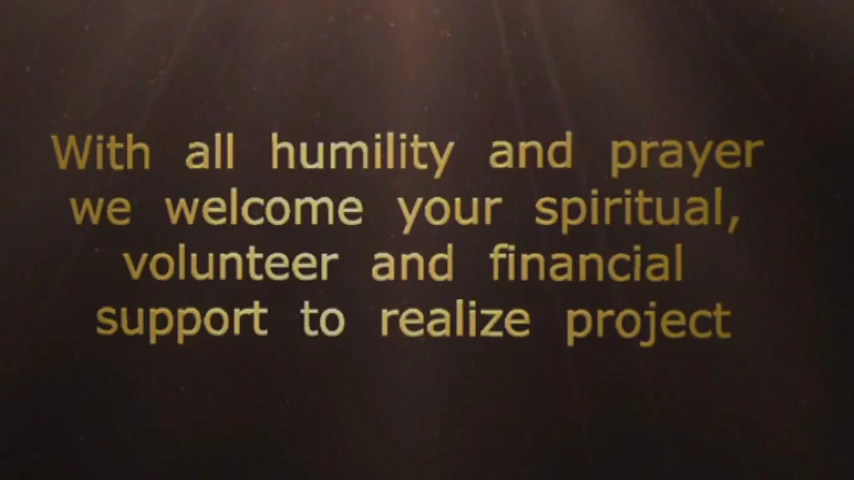 With all humility and prayer
we welcome your spiritual,
volunteer and financial
support to realize project